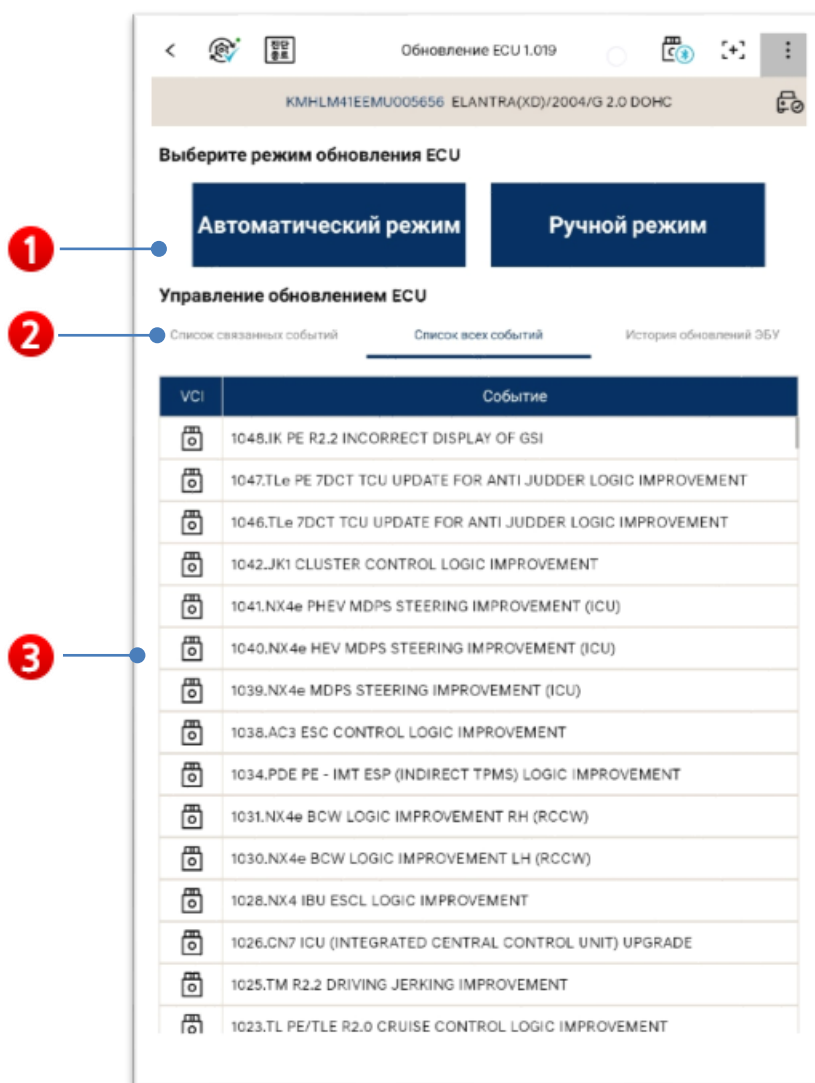 진단
종료
Обновление ECU 1.019
KMHLM41EEMU005656 ELANTRA(XD)/2004/G 2.0 DOHC
Выберите режим обновления ECU
1
Автоматический режим
Ручной режим
Управление обновлением ECU
2
Список связанных событий
Список всех событий
История обновлений ЭБУ
VCI
Событие
1048.IK PE R2.2 INCORRECT DISPLAY OF GSI
1047.TLe PE 7DCT TCU UPDATE FOR ANTI JUDDER LOGIC IMPROVEMENT
1046.TLe 7DCT TCU UPDATE FOR ANTI JUDDER LOGIC IMPROVEMENT
1042.JK1 CLUSTER CONTROL LOGIC IMPROVEMENT
1041.NX4e PHEV MDPS STEERING IMPROVEMENT (ICU)
3
1040.NX4e HEV MDPS STEERING IMPROVEMENT (ICU)
1039.NX4e MDPS STEERING IMPROVEMENT (ICU)
1038.AC3 ESC CONTROL LOGIC IMPROVEMENT
1034.PDE PE - IMT ESP (INDIRECT TPMS) LOGIC IMPROVEMENT
1031.NX4e BCW LOGIC IMPROVEMENT RH (RCCW)
1030.NX4e BCW LOGIC IMPROVEMENT LH (RCCW)
1028.NX4 IBU ESCL LOGIC IMPROVEMENT
1026.CN7 ICU (INTEGRATED CENTRAL CONTROL UNIT) UPGRADE
1025.TM R2.2 DRIVING JERKING IMPROVEMENT
1023.TL PE/TLE R2.0 CRUISE CONTROL LOGIC IMPROVEMENT